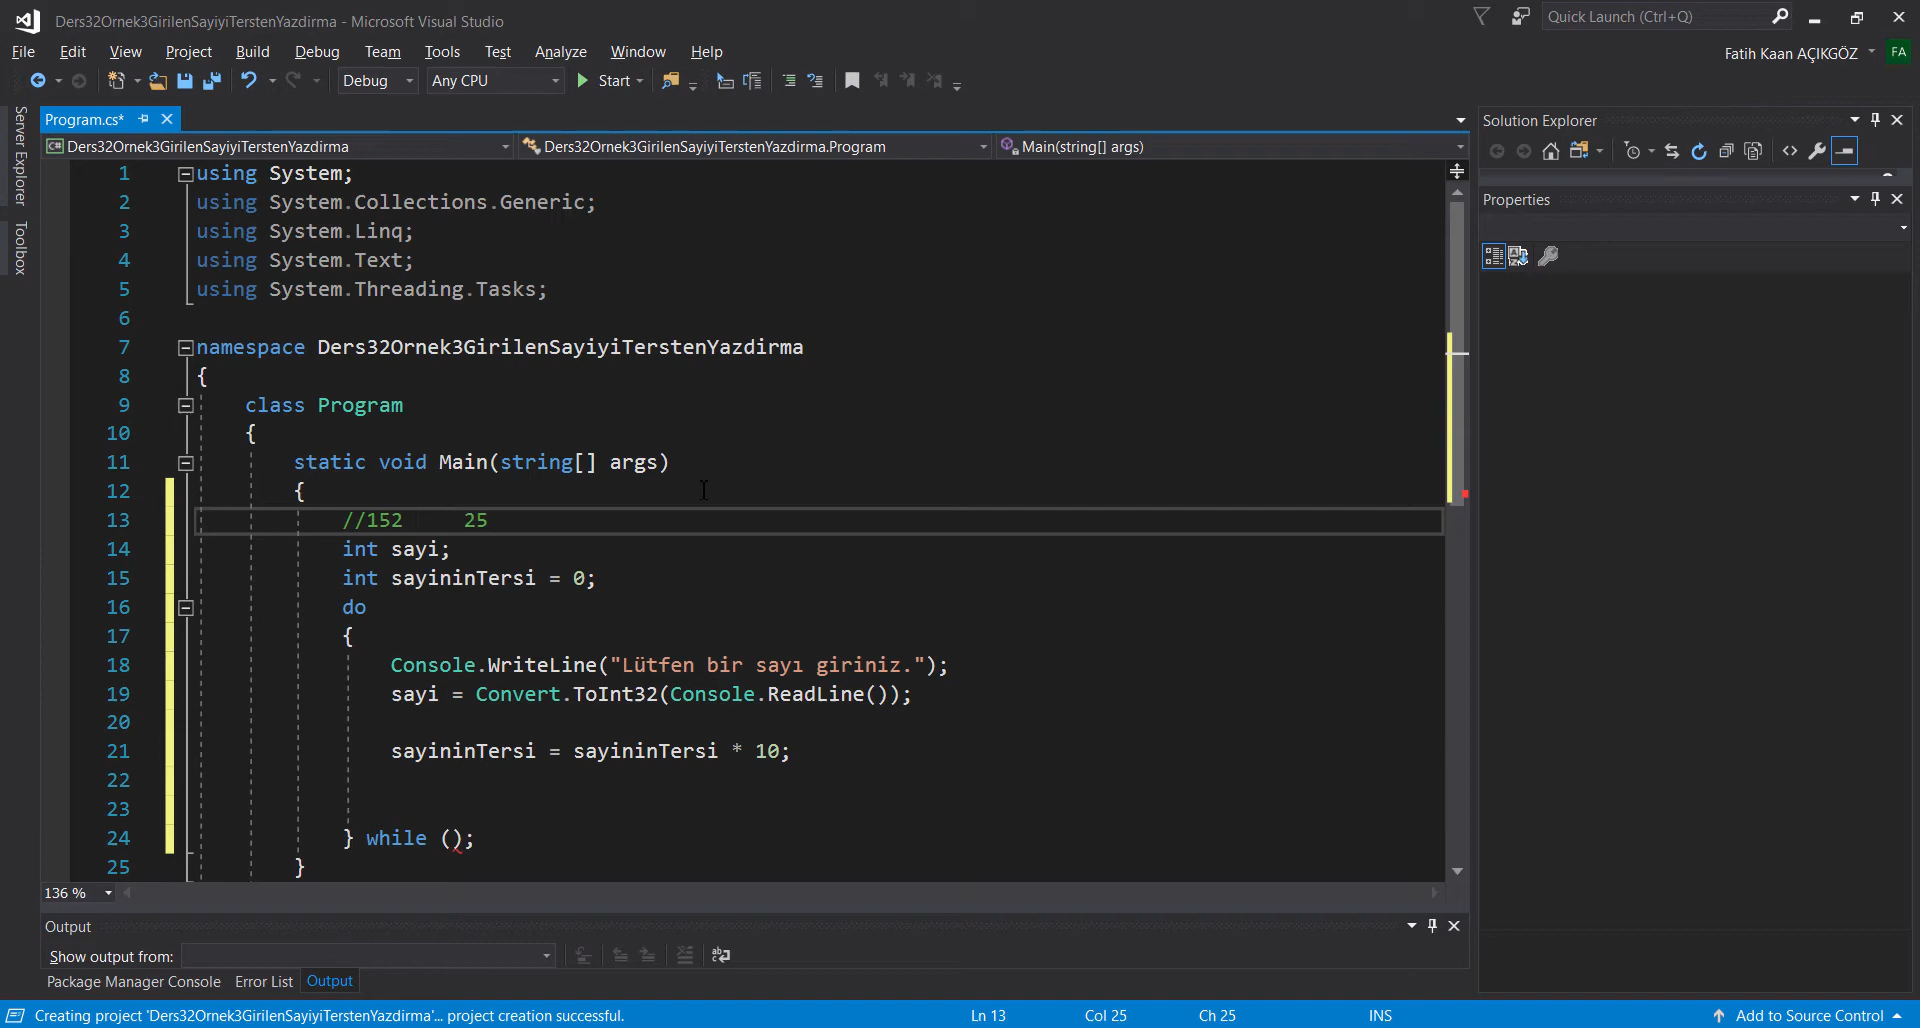 Ders32Ornek3GirilenSayiyiTerstenYazdirma - Microsoft Visual Studio
Quick Launch (Ctrl+Q)
File Edit View Project Build Debug Team Tools Test Analyze Window Help
Fatih Kaan AÇIKGÖZ FA
Debug Any CPU Start
Server Explorer
Toolbox
Program.cs*
Ders32Ornek3GirilenSayiyiTerstenYazdirma Ders32Ornek3GirilenSayiyiTerstenYazdirma.Program Main(string[] args)
1 using System;
2 using System.Collections.Generic;
3 using System.Linq;
4 using System.Text;
5 using System.Threading.Tasks;
6
7 namespace Ders32Ornek3GirilenSayiyiTerstenYazdirma
8 {
9 class Program
10 {
11 static void Main(string[] args)
12 {
13 //152 25
14 int sayi;
15 int sayininTersi = 0;
16 do
17 {
18 Console.WriteLine("Lütfen bir sayı giriniz.");
19 sayi = Convert.ToInt32(Console.ReadLine());
20
21 sayininTersi = sayininTersi * 10;
22
23
24 } while ();
25 }
136 %
Solution Explorer
Properties
Output
Show output from:
Package Manager Console Error List Output
Creating project 'Ders32Ornek3GirilenSayiyiTerstenYazdirma'... project creation successful. Ln 13 Col 25 Ch 25 INS Add to Source Control